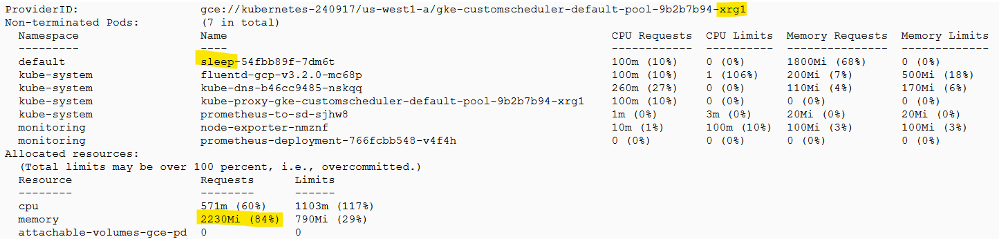 ProviderID: gce://kubernetes-240917/us-west1-a/gke-customscheduler-default-pool-9b2b7b94-xrg1
Non-terminated Pods: (7 in total)
Namespace Name CPU Requests CPU Limits Memory Requests Memory Limits
--------- ---- ------------ ---------- --------------- -------------
default sleep-54fbb89f-7dm6t 100m (10%) 0 (0%) 1800Mi (68%) 0 (0%)
kube-system fluentd-gcp-v3.2.0-mc68p 100m (10%) 1 (106%) 200Mi (7%) 500Mi (18%)
kube-system kube-dns-b46cc9485-nskqq 260m (27%) 0 (0%) 110Mi (4%) 170Mi (6%)
kube-system kube-proxy-gke-customscheduler-default-pool-9b2b7b94-xrg1 100m (10%) 0 (0%) 0 (0%) 0 (0%)
kube-system prometheus-to-sd-sjhw8 1m (0%) 3m (0%) 20Mi (0%) 20Mi (0%)
monitoring node-exporter-nmznf 10m (1%) 100m (10%) 100Mi (3%) 100Mi (3%)
monitoring prometheus-deployment-766fcbb548-v4f4h 0 (0%) 0 (0%) 0 (0%) 0 (0%)
Allocated resources:
(Total limits may be over 100 percent, i.e., overcommitted.)
Resource Requests Limits
-------- -------- ------
cpu 571m (60%) 1103m (117%)
memory 2230Mi (84%) 790Mi (29%)
attachable-volumes-gce-pd 0 0